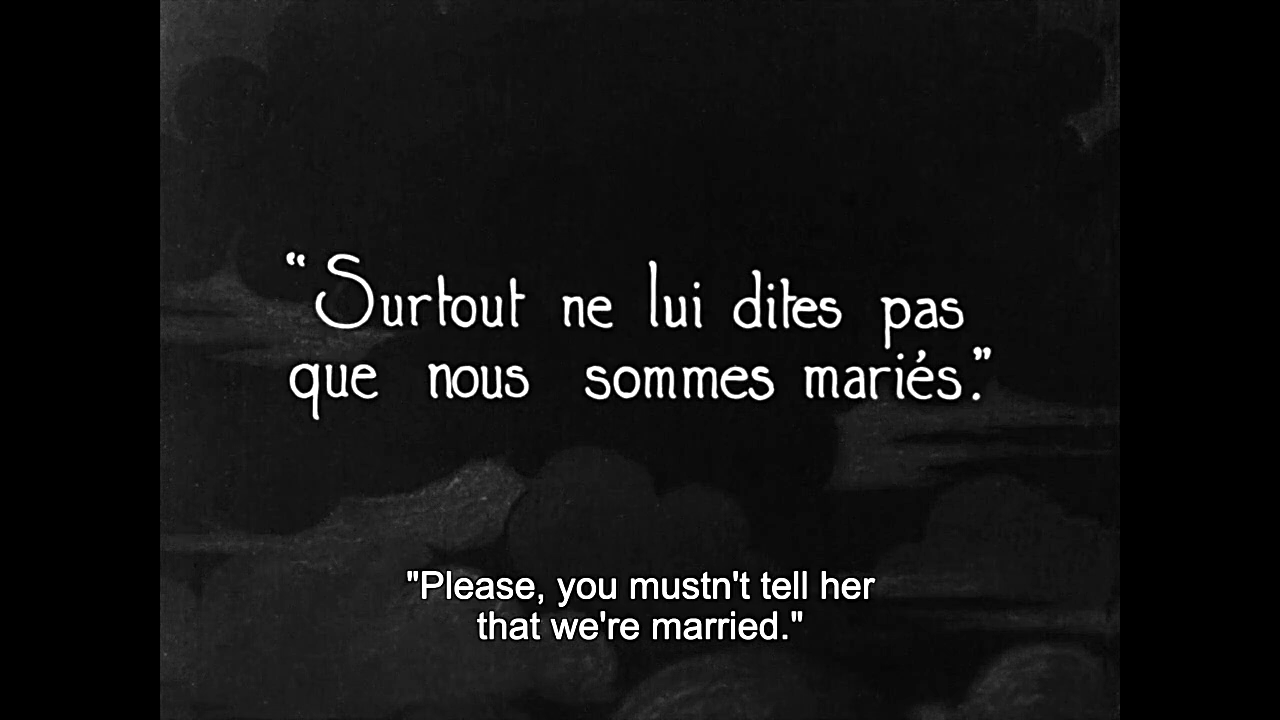 “Surtout ne lui dites pas
que nous sommes mariés.”
"Please, you mustn't tell her
that we're married."